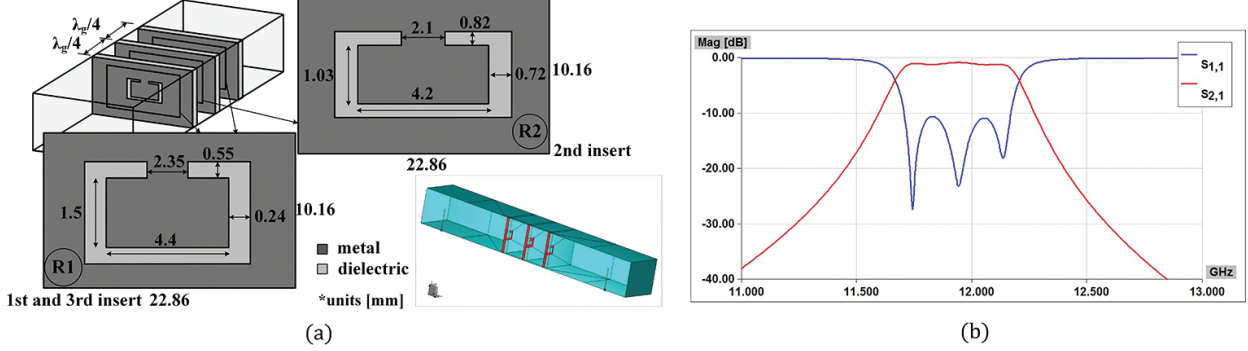 λg/4
λg/4
2.1
0.82
1.03
0.72
10.16
4.2
R2
2nd insert
22.86
2.35
0.55
1.5
0.24
10.16
4.4
R1
1st and 3rd insert 22.86
metal
dielectric
*units [mm]
(a)
Mag [dB]
0.00
-10.00
-20.00
-30.00
-40.00
S1,1
S2,1
GHz
11.000
11.500
12.000
12.500
13.000
(b)